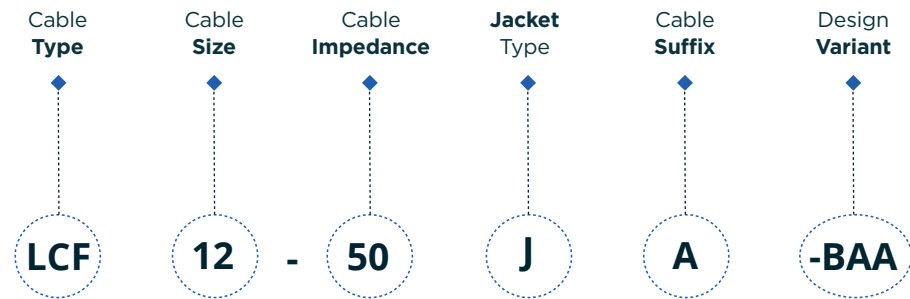 Cable Type
Cable Size
Cable Impedance
Jacket Type
Cable Suffix
Design Variant
LCF 12 - 50 J A -BAA